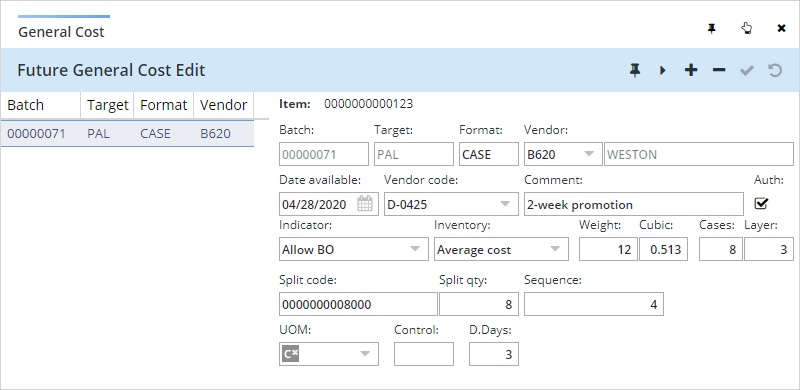 General Cost
Future General Cost Edit
Batch Target Format Vendor
00000071 PAL CASE B620
Item: 0000000000123
Batch: Target: Format: Vendor:
00000071 PAL CASE B620 WESTON
Date available: Vendor code: Comment: Auth:
04/28/2020 D-0425 2-week promotion
Indicator: Inventory: Weight: Cubic: Cases: Layer:
Allow BO Average cost 12 0.513 8 3
Split code: Split qty: Sequence:
0000000008000 8 4
UOM: Control: D.Days:
C 3